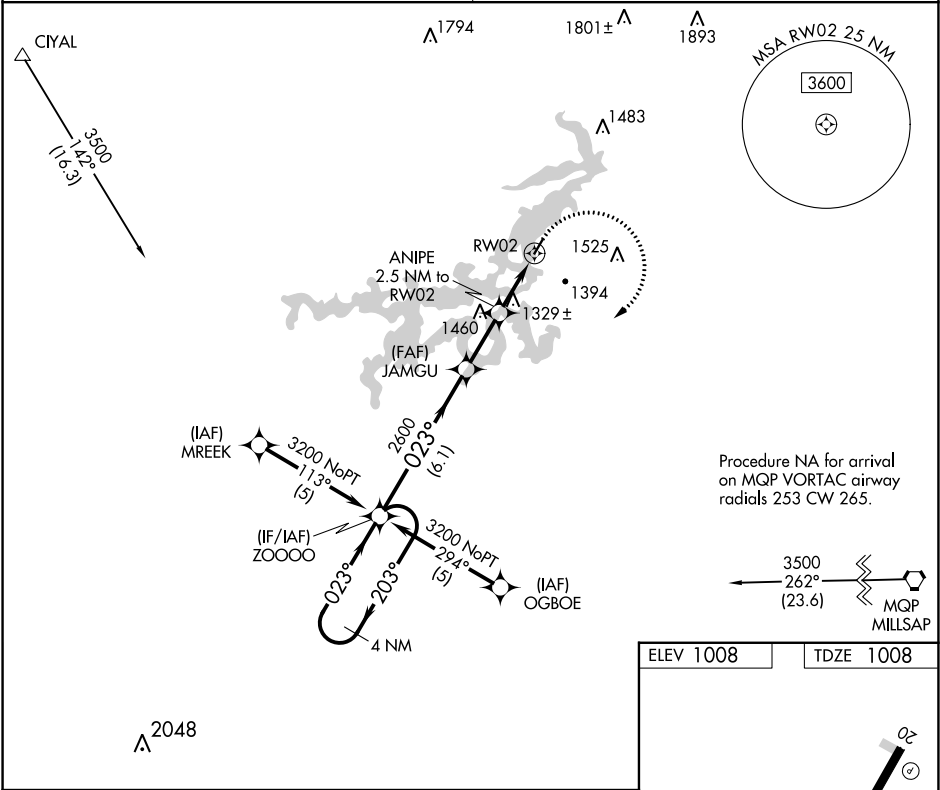 CIYAL
3500
142°
(16.3)
1794
1801±
1893
MSA RW02 25 NM
3600
1483
RW02
1525
ANIPE
2.5 NM to
RW02
1394
1329±
1460
(FAF)
JAMGU
2600
023°
(6.1)
(IAF)
MREEK
3200 NoPT
113°
(5)
(IF/IAF)
ZOOOO
3200 NoPT
294°
(5)
(IAF)
OGBOE
023°
203°
4 NM
Procedure NA for arrival
on MQP VORTAC airway
radials 253 CW 265.
3500
262°
(23.6)
MQP
MILLSAP
2048
ELEV 1008
TDZE 1008
20
P